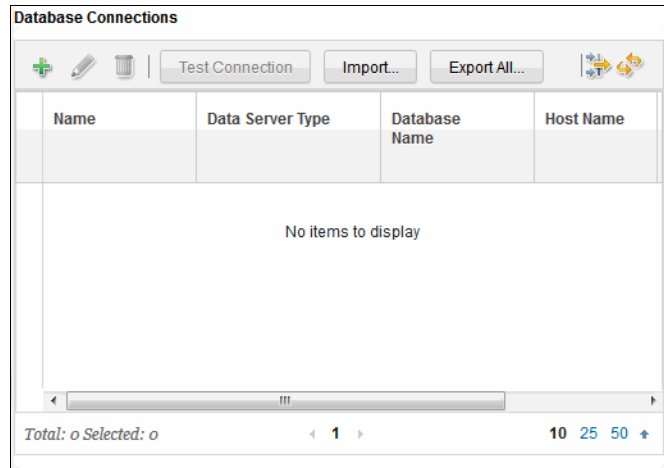 Database Connections
Test Connection Import... Export All...
Name Data Server Type Database Name Host Name
No items to display
Total: 0 Selected: 0 1 10 25 50